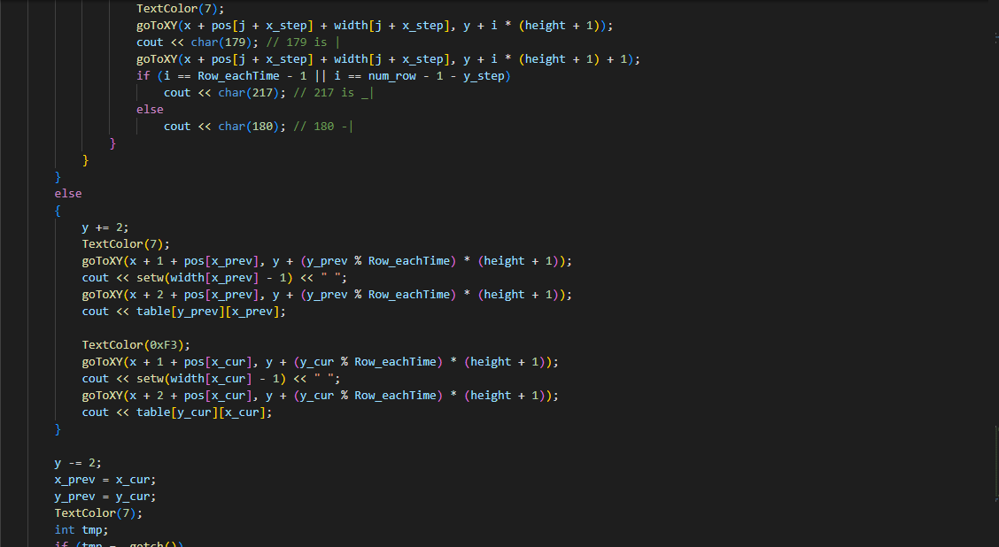 TextColor(7);
goToXY(x + pos[j + x_step] + width[j + x_step], y + i * (height + 1));
cout << char(179); // 179 is |
goToXY(x + pos[j + x_step] + width[j + x_step], y + i * (height + 1) + 1);
if (i == Row_eachTime - 1 || i == num_row - 1 - y_step)
cout << char(217); // 217 is _|
else
cout << char(180); // 180 -|
}
}
}
else
{
y += 2;
TextColor(7);
goToXY(x + 1 + pos[x_prev], y + (y_prev % Row_eachTime) * (height + 1));
cout << setw(width[x_prev] - 1) << " ";
goToXY(x + 2 + pos[x_prev], y + (y_prev % Row_eachTime) * (height + 1));
cout << table[y_prev][x_prev];
TextColor(0xF3);
goToXY(x + 1 + pos[x_cur], y + (y_cur % Row_eachTime) * (height + 1));
cout << setw(width[x_cur] - 1) << " ";
goToXY(x + 2 + pos[x_cur], y + (y_cur % Row_eachTime) * (height + 1));
cout << table[y_cur][x_cur];
}
y -= 2;
x_prev = x_cur;
y_prev = y_cur;
TextColor(7);
int tmp;
if (tmp = _getch())